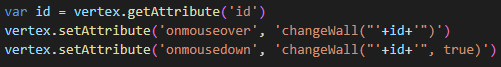 var id = vertex.getAttribute('id')
vertex.setAttribute('onmouseover', 'changeWall("'+id+'")')
vertex.setAttribute('onmousedown', 'changeWall("'+id+'", true)')